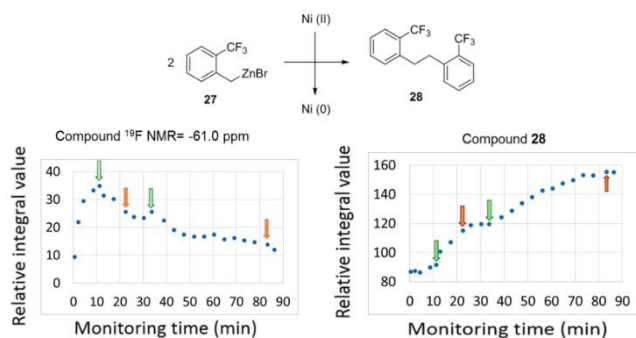 Ni (II)
CF₃
CF₃
2
ZnBr
27
28
Ni (0)
Compound ¹⁹F NMR= -61.0 ppm
Compound 28
Relative integral value
40
30
20
10
0
0 10 20 30 40 50 60 70 80 90
Monitoring time (min)
Relative integral value
160
140
120
100
80
0 10 20 30 40 50 60 70 80 90
Monitoring time (min)